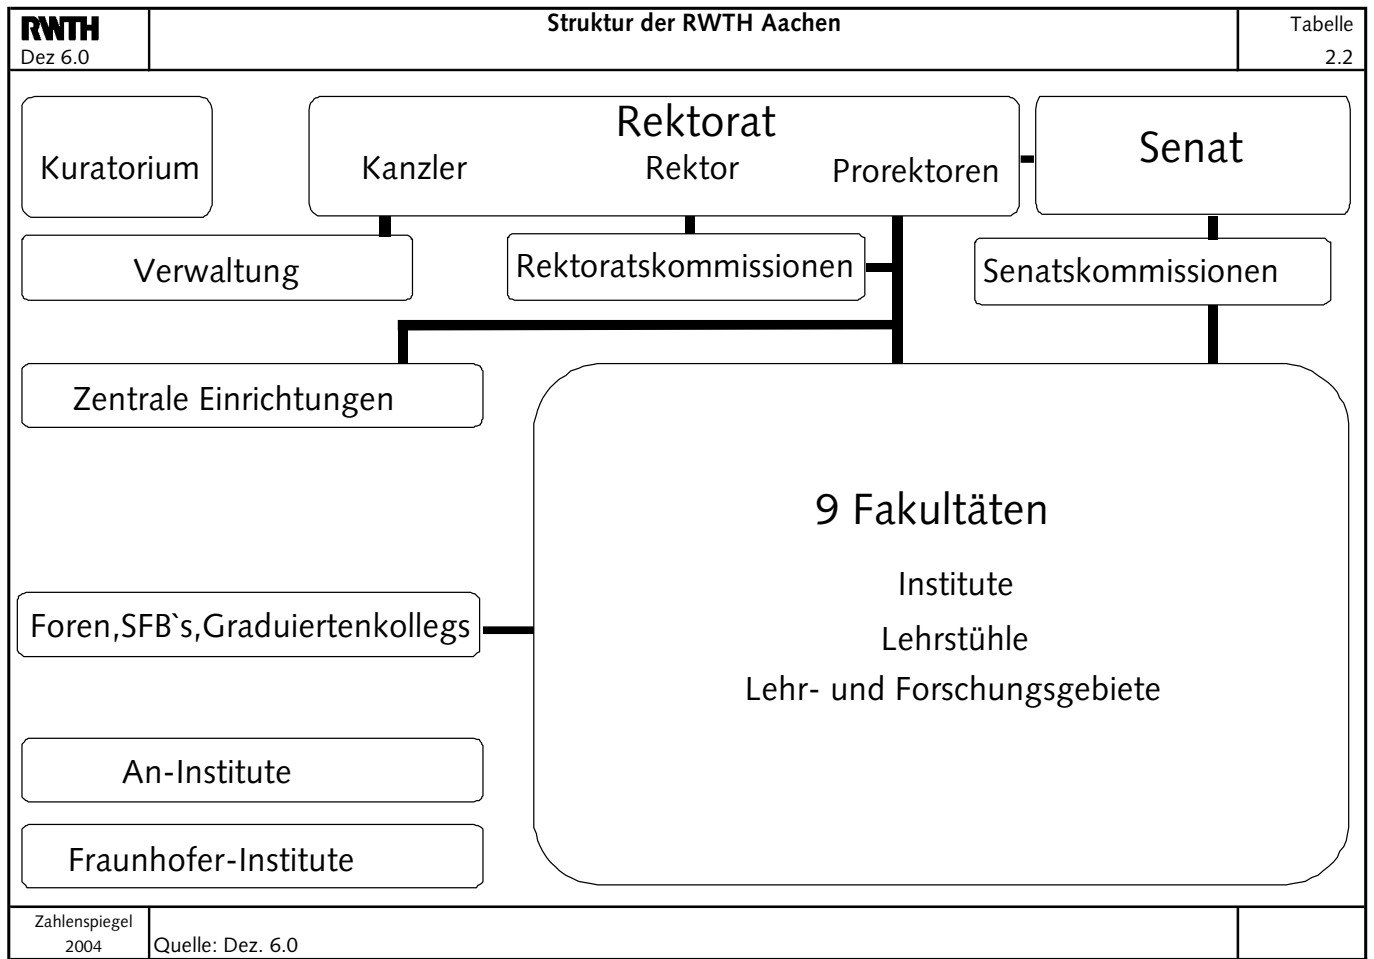 RWTH
Dez 6.0
Struktur der RWTH Aachen
Tabelle
2.2
Kuratorium
Rektorat
Kanzler Rektor Prorektoren
Senat
Verwaltung
Rektoratskommissionen
Senatskommissionen
Zentrale Einrichtungen
9 Fakultäten
Institute
Lehrstühle
Lehr- und Forschungsgebiete
Foren,SFB`s,Graduiertenkollegs
An-Institute
Fraunhofer-Institute
Zahlenspiegel
2004
Quelle: Dez. 6.0